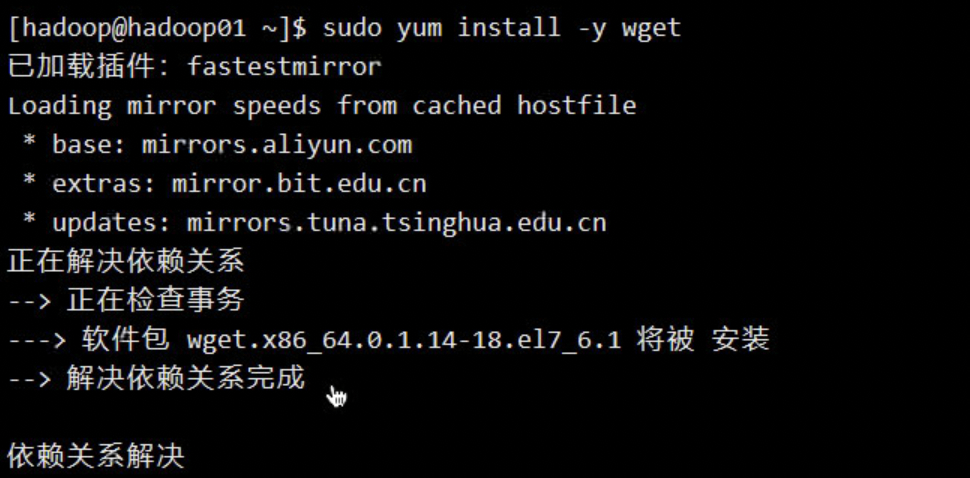 [hadoop@hadoop01 ~]$ sudo yum install -y wget
已加载插件：fastestmirror
Loading mirror speeds from cached hostfile
 * base: mirrors.aliyun.com
 * extras: mirror.bit.edu.cn
 * updates: mirrors.tuna.tsinghua.edu.cn
正在解决依赖关系
--> 正在检查事务
---> 软件包 wget.x86_64.0.1.14-18.el7_6.1 将被 安装
--> 解决依赖关系完成
依赖关系解决